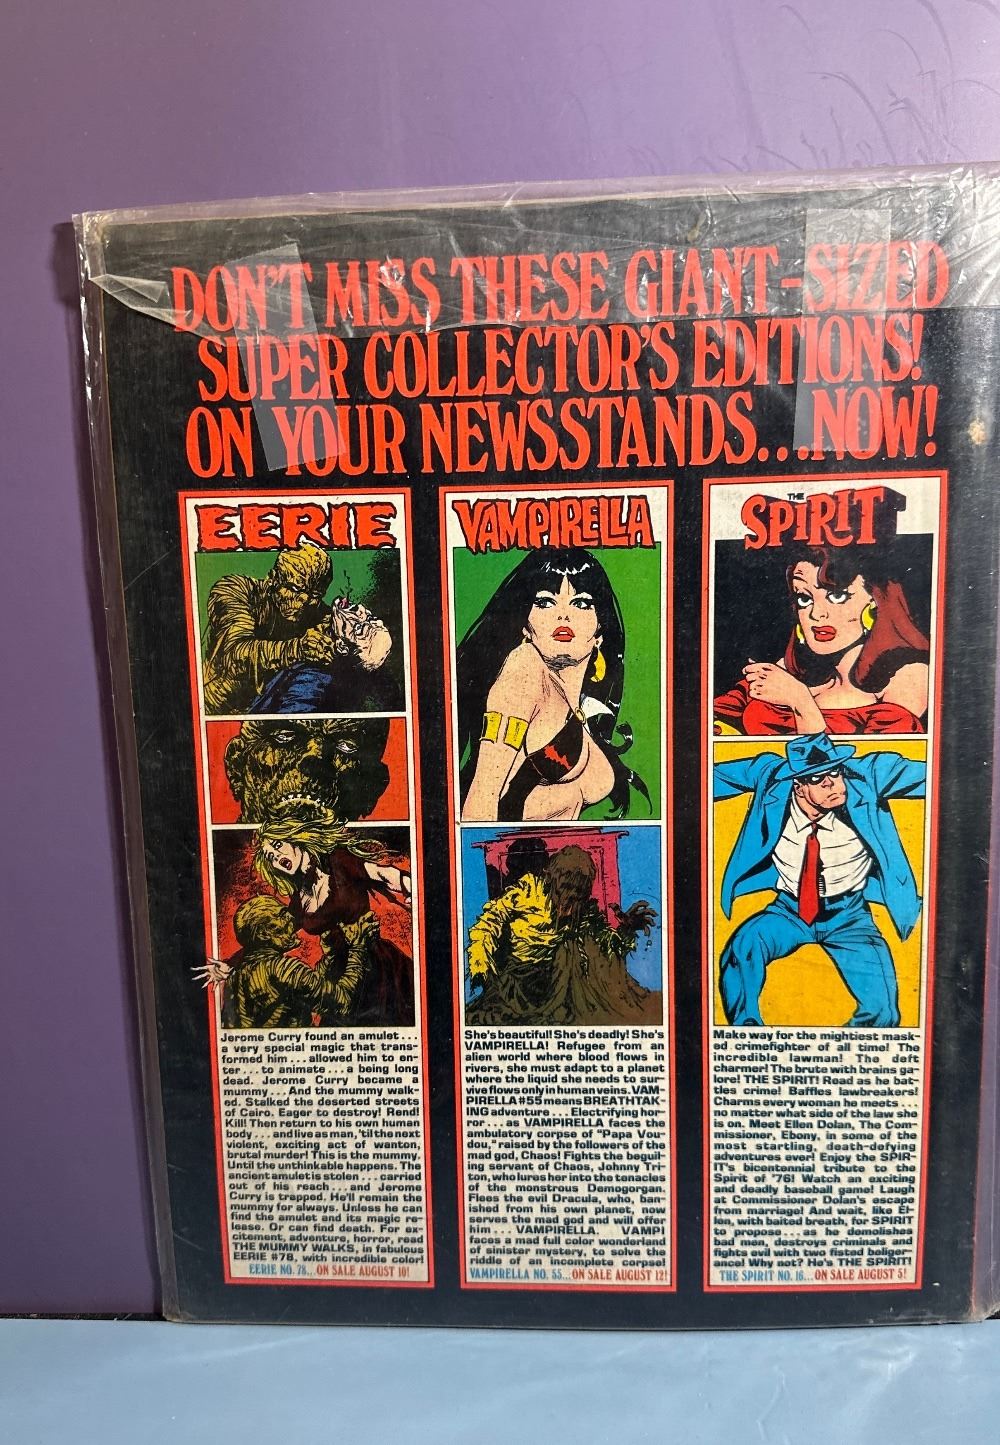 DON'T MISS THESE GIANT-SIZED
SUPER COLLECTOR'S EDITIONS!
ON YOUR NEWSSTANDS...NOW!
EERIE
Jerome Curry found an amulet...
a very special magic that trans-
formed him...allowed him to en-
ter...to animate...a being long
dead. Jerome Curry became a
mummy...And the mummy walk-
ed. Stalked the deserted streets
of Cairo. Eager to destroy! Rend!
Kill! Then return to his own human
body...and live as man, 'til the next
violent, exciting act of wanton,
brutal murder! This is the mummy.
Until the unthinkable happens. The
ancient amulet is stolen...carried
out of his reach...and Jerome
Curry is trapped. He'll remain the
mummy for always. Unless he can
find the amulet and its magic re-
lease. Or can find death. For ex-
citement, adventure, horror, read
THE MUMMY WALKS, in fabulous
EERIE #78, with incredible color!
EERIE NO. 78...ON SALE AUGUST 10!
VAMPIRELLA
She's beautiful! She's deadly! She's
VAMPIRELLA! Refugee from an
alien world where blood flows in
rivers, she must adapt to a planet
where the liquid she needs to sur-
vive flows only in human veins. VAM-
PIRELLA #55 means BREATHTAK-
ING adventure...Electrifying hor-
ror...as VAMPIRELLA faces the
ambulatory corpse of "Papa Vou-
dou," raised by the followers of the
mad god, Chaos! Fights the beguil-
ing servant of Chaos, Johnny Tri-
ton, who lures her into the tenacles
of the monstrous Demogorgan.
Flees the evil Dracula, who, ban-
ished from his own planet, now
serves the mad god and will offer
him...VAMPIRELLA. VAMPI
faces a mad full color wonderland
of sinister mystery, to solve the
riddle of an incomplete corpse!
VAMPIRELLA NO. 55...ON SALE AUGUST 12!
THE
SPIRIT
Make way for the mightiest mask-
ed crimefighter of all time! The
incredible lawman! The deft
charmer! The brute with brains ga-
lore! THE SPIRIT! Read as he bat-
tles crime! Baffles lawbreakers!
Charms every woman he meets...
no matter what side of the law she
is on. Meet Ellen Dolan, The Com-
missioner, Ebony, in some of the
most startling, death-defying
adventures ever! Enjoy the SPIR-
IT's bicentennial tribute to the
Spirit of '76! Watch an exciting
and deadly baseball game! Laugh
at Commissioner Dolan's escape
from marriage! And wait, like El-
len, with baited breath, for SPIRIT
to propose...as he demolishes
bad men, destroys criminals and
fights evil with two fisted beliger-
ance! Why not? He's THE SPIRIT!
THE SPIRIT NO. 16...ON SALE AUGUST 5!